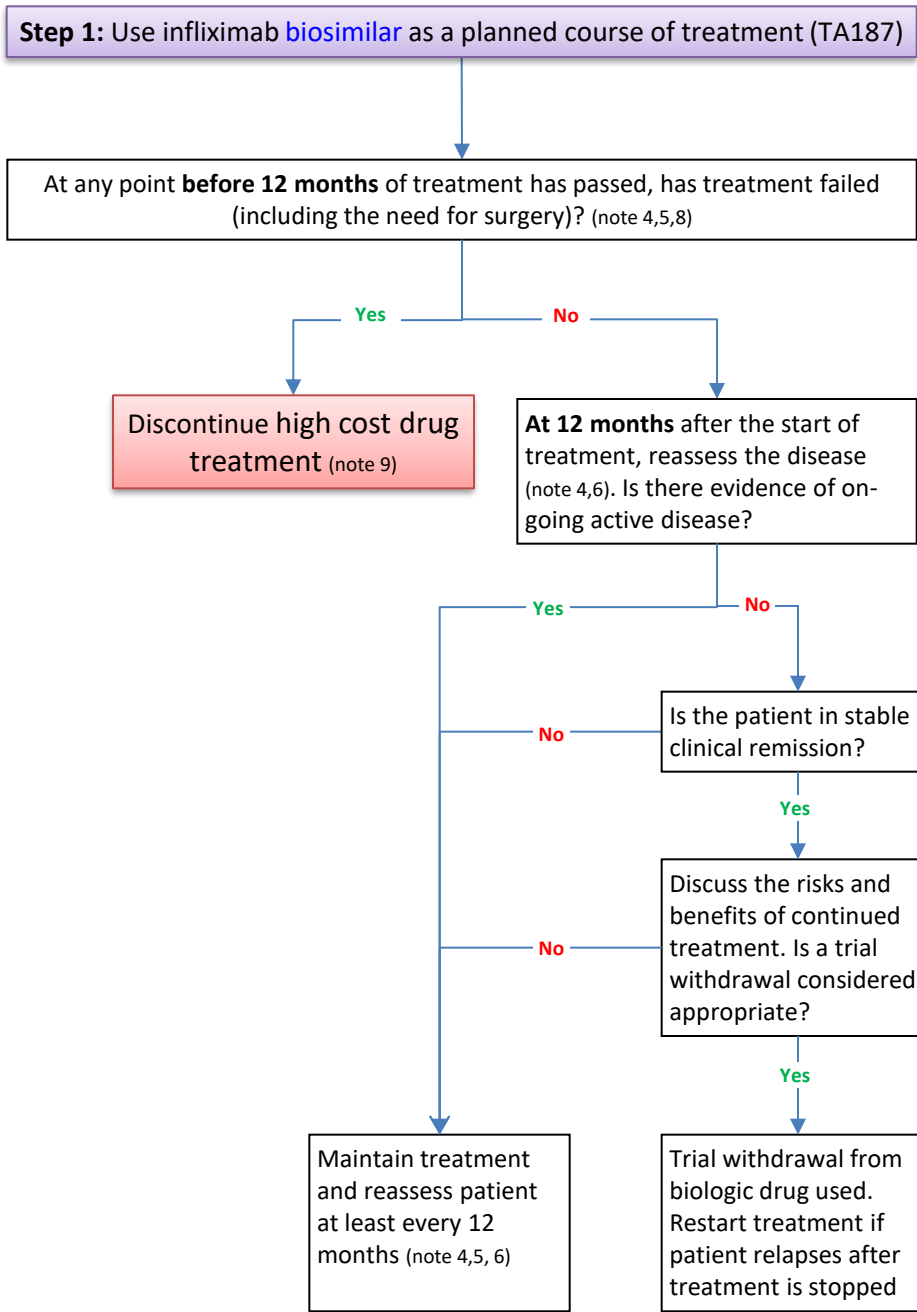 Step 1: Use infliximab biosimilar as a planned course of treatment (TA187)
At any point before 12 months of treatment has passed, has treatment failed
(including the need for surgery)? (note 4,5,8)
Yes
No
Discontinue high cost drug
treatment (note 9)
At 12 months after the start of
treatment, reassess the disease
(note 4,6). Is there evidence of on-
going active disease?
Yes
No
Is the patient in stable
clinical remission?
No
Yes
Discuss the risks and
benefits of continued
treatment. Is a trial
withdrawal considered
appropriate?
No
Yes
Maintain treatment
and reassess patient
at least every 12
months (note 4,5, 6)
Trial withdrawal from
biologic drug used.
Restart treatment if
patient relapses after
treatment is stopped